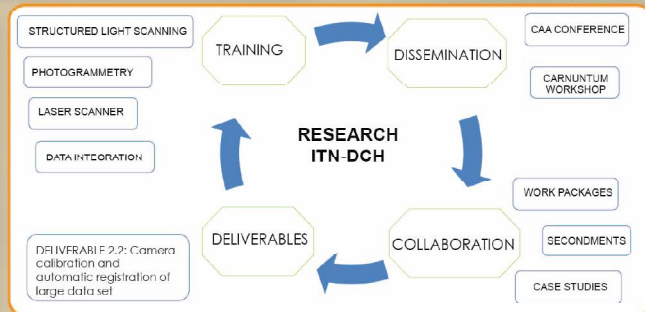 STRUCTURED LIGHT SCANNING
PHOTOGRAMMETRY
LASER SCANNER
DATA INTEGRATION
TRAINING
DISSEMINATION
CAA CONFERENCE
CARNUNTUM
WORKSHOP
RESEARCH
ITN-DCH
DELIVERABLES
COLLABORATION
WORK PACKAGES
SECONDMENTS
CASE STUDIES
DELIVERABLE 2.2: Camera
calibration and
automatic registration of
large data set